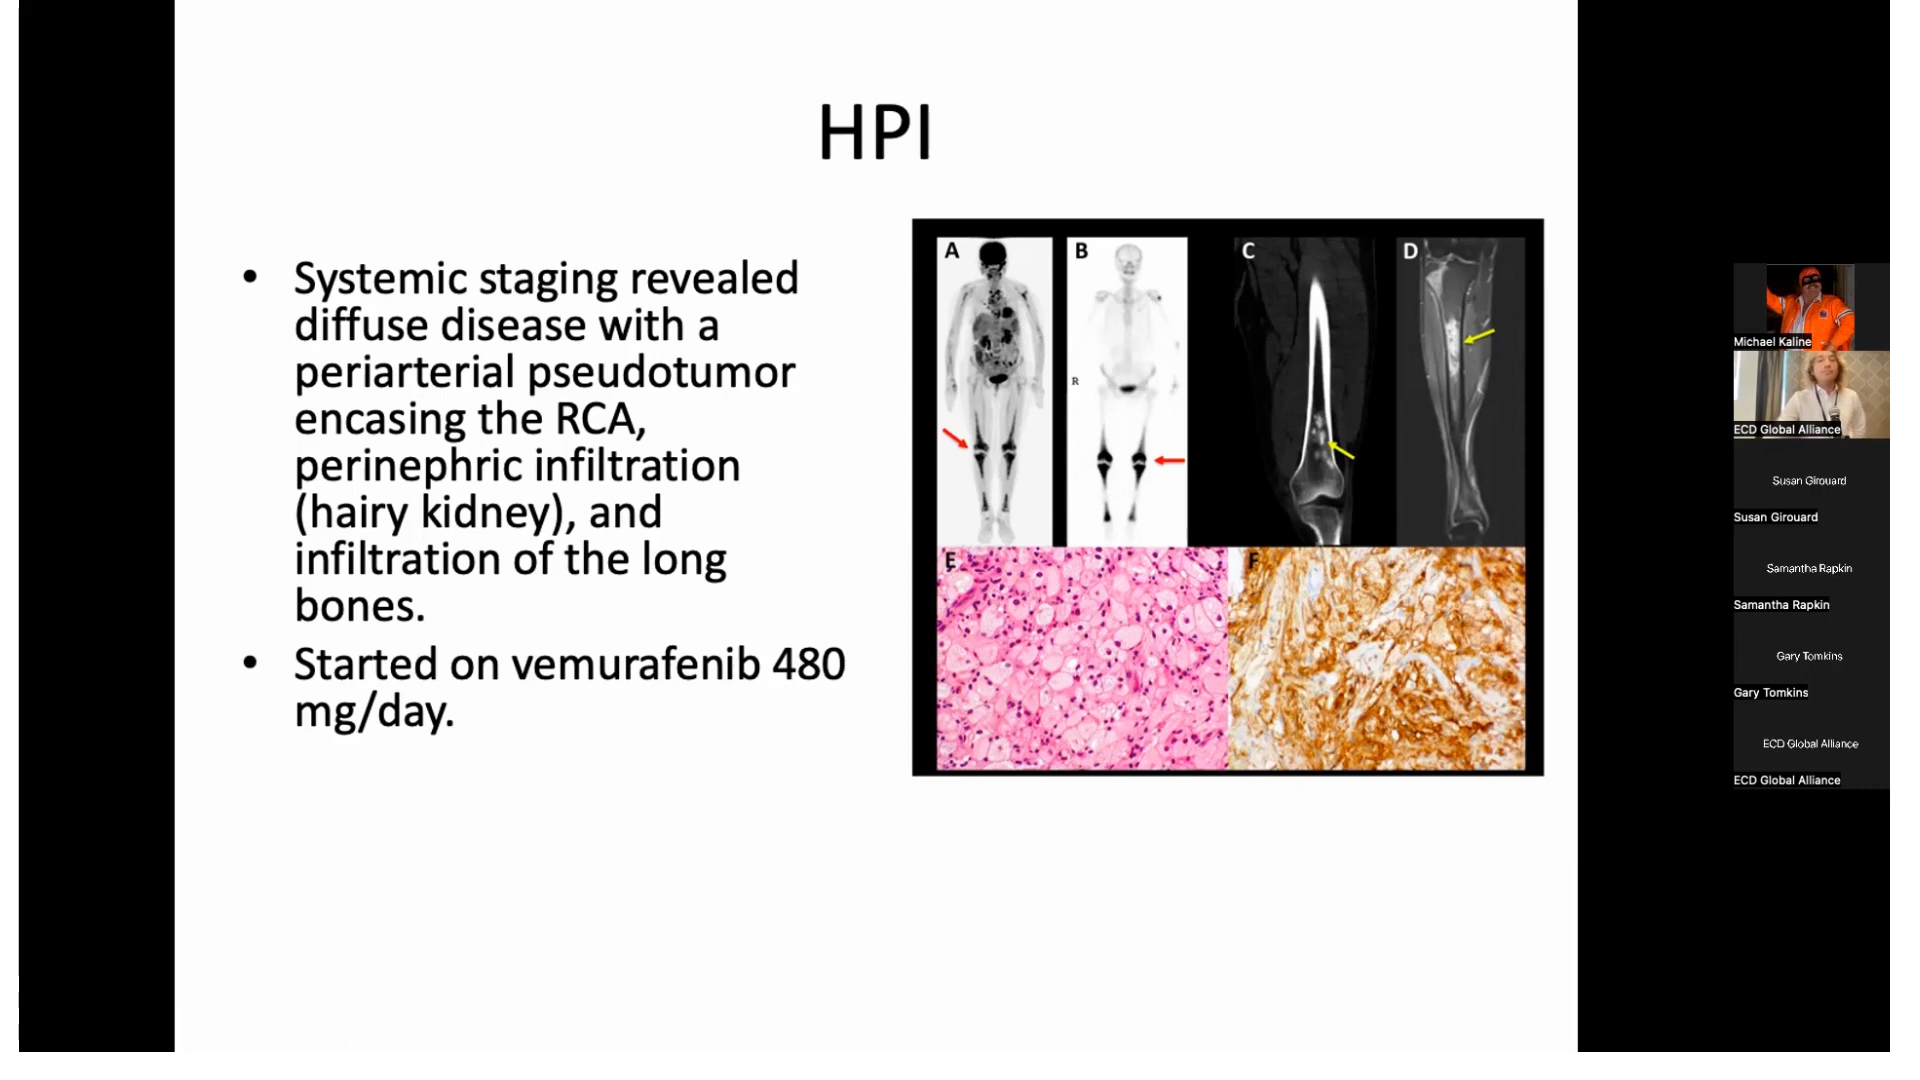 HPI
• Systemic staging revealed
diffuse disease with a
periarterial pseudotumor
encasing the RCA,
perinephric infiltration
(hairy kidney), and
infiltration of the long
bones.
• Started on vemurafenib 480
mg/day.
A
B
C
D
R
E
F
Michael Kaline
ECD Global Alliance
Susan Girouard
Susan Girouard
Samantha Rapkin
Samantha Rapkin
Gary Tomkins
Gary Tomkins
ECD Global Alliance
ECD Global Alliance